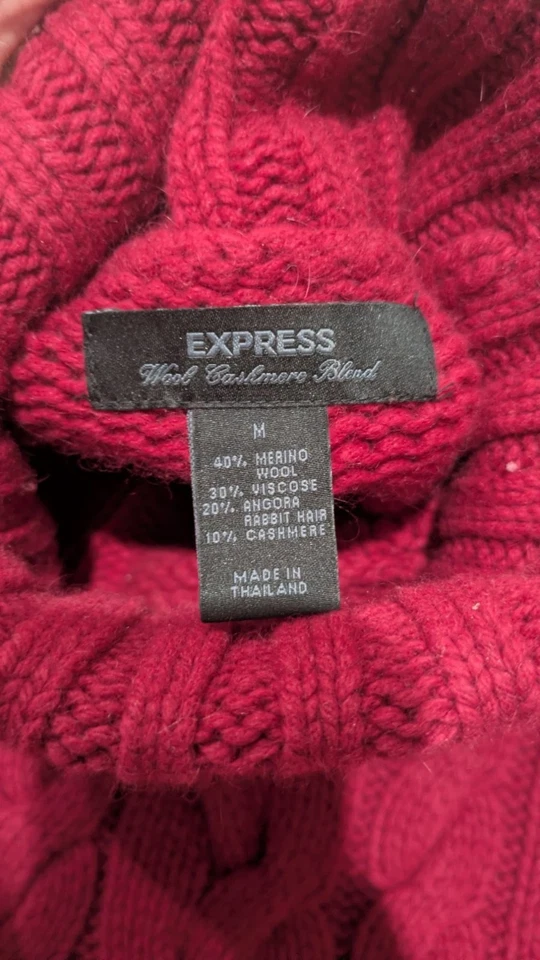 EXPRESS
Wool Cashmere Blend
M
40% MERINO
WOOL
30% VISCOSE
20% ANGORA
RABBIT HAIR
10% CASHMERE
MADE IN
THAILAND